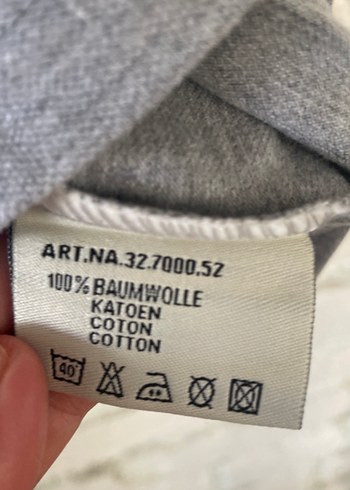 ART.NA.32.7000.52
100% BAUMWOLLE
KATOEN
COTON
COTTON
40°